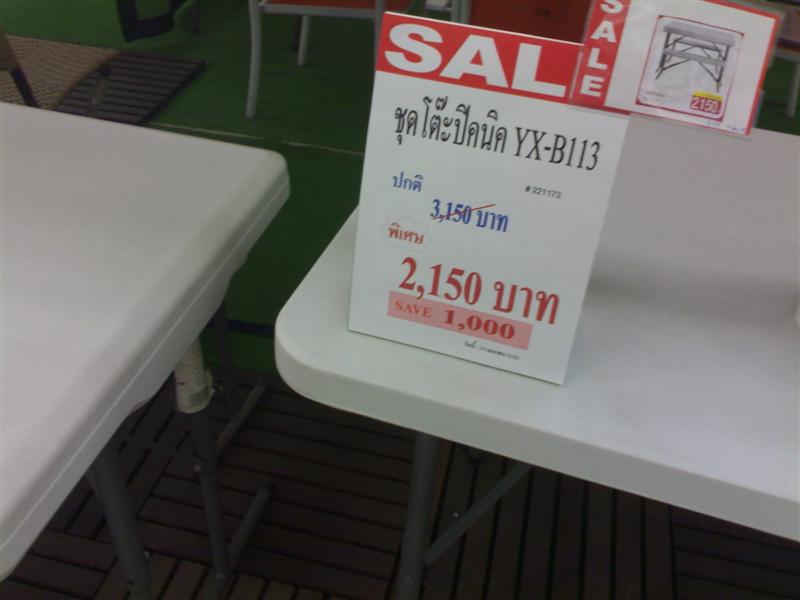 SAL
SALE
2150
ชุดโต๊ะปิคนิค YX-B113
ปกติ
#221173
3,150 บาท
พิเศษ
2,150 บาท
SAVE 1,000